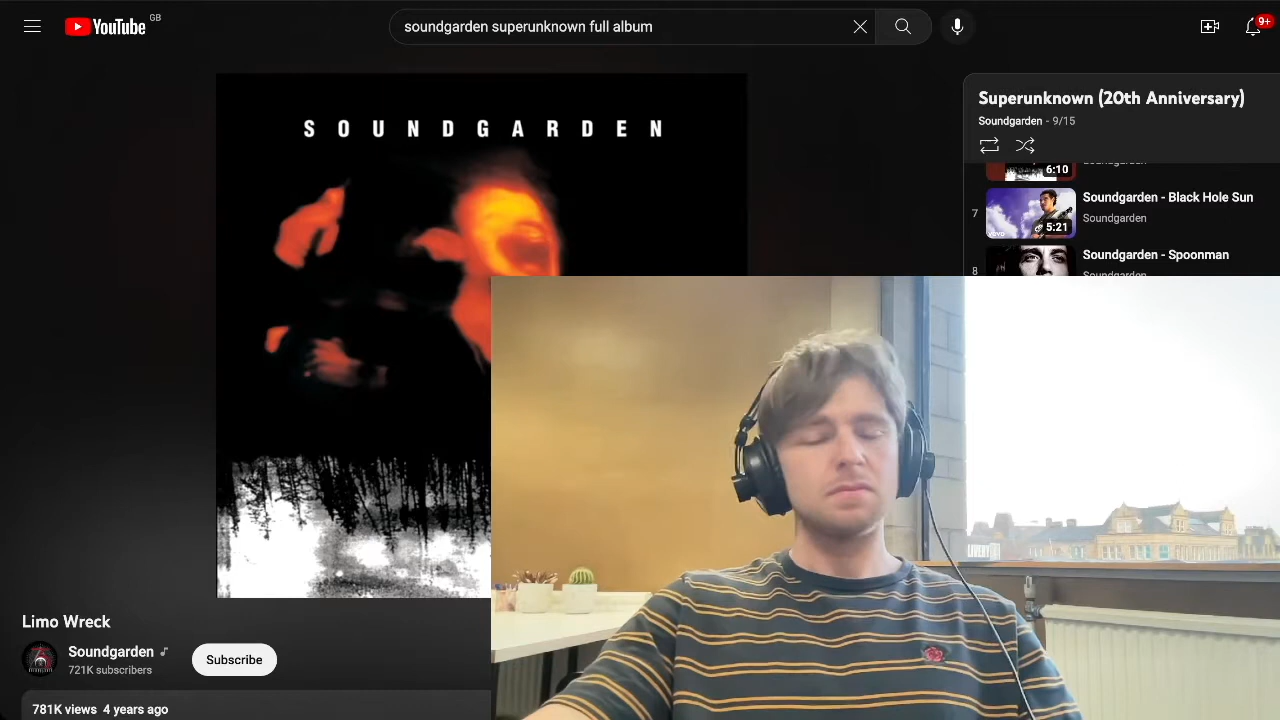 YouTube GB
soundgarden superunknown full album
9+
SOUNDGARDEN
Superunknown (20th Anniversary)
Soundgarden - 9/15
6:10
7
Soundgarden - Black Hole Sun
Soundgarden
vevo
5:21
8
Soundgarden - Spoonman
Soundgarden
Limo Wreck
Soundgarden
721K subscribers
Subscribe
781K views 4 years ago